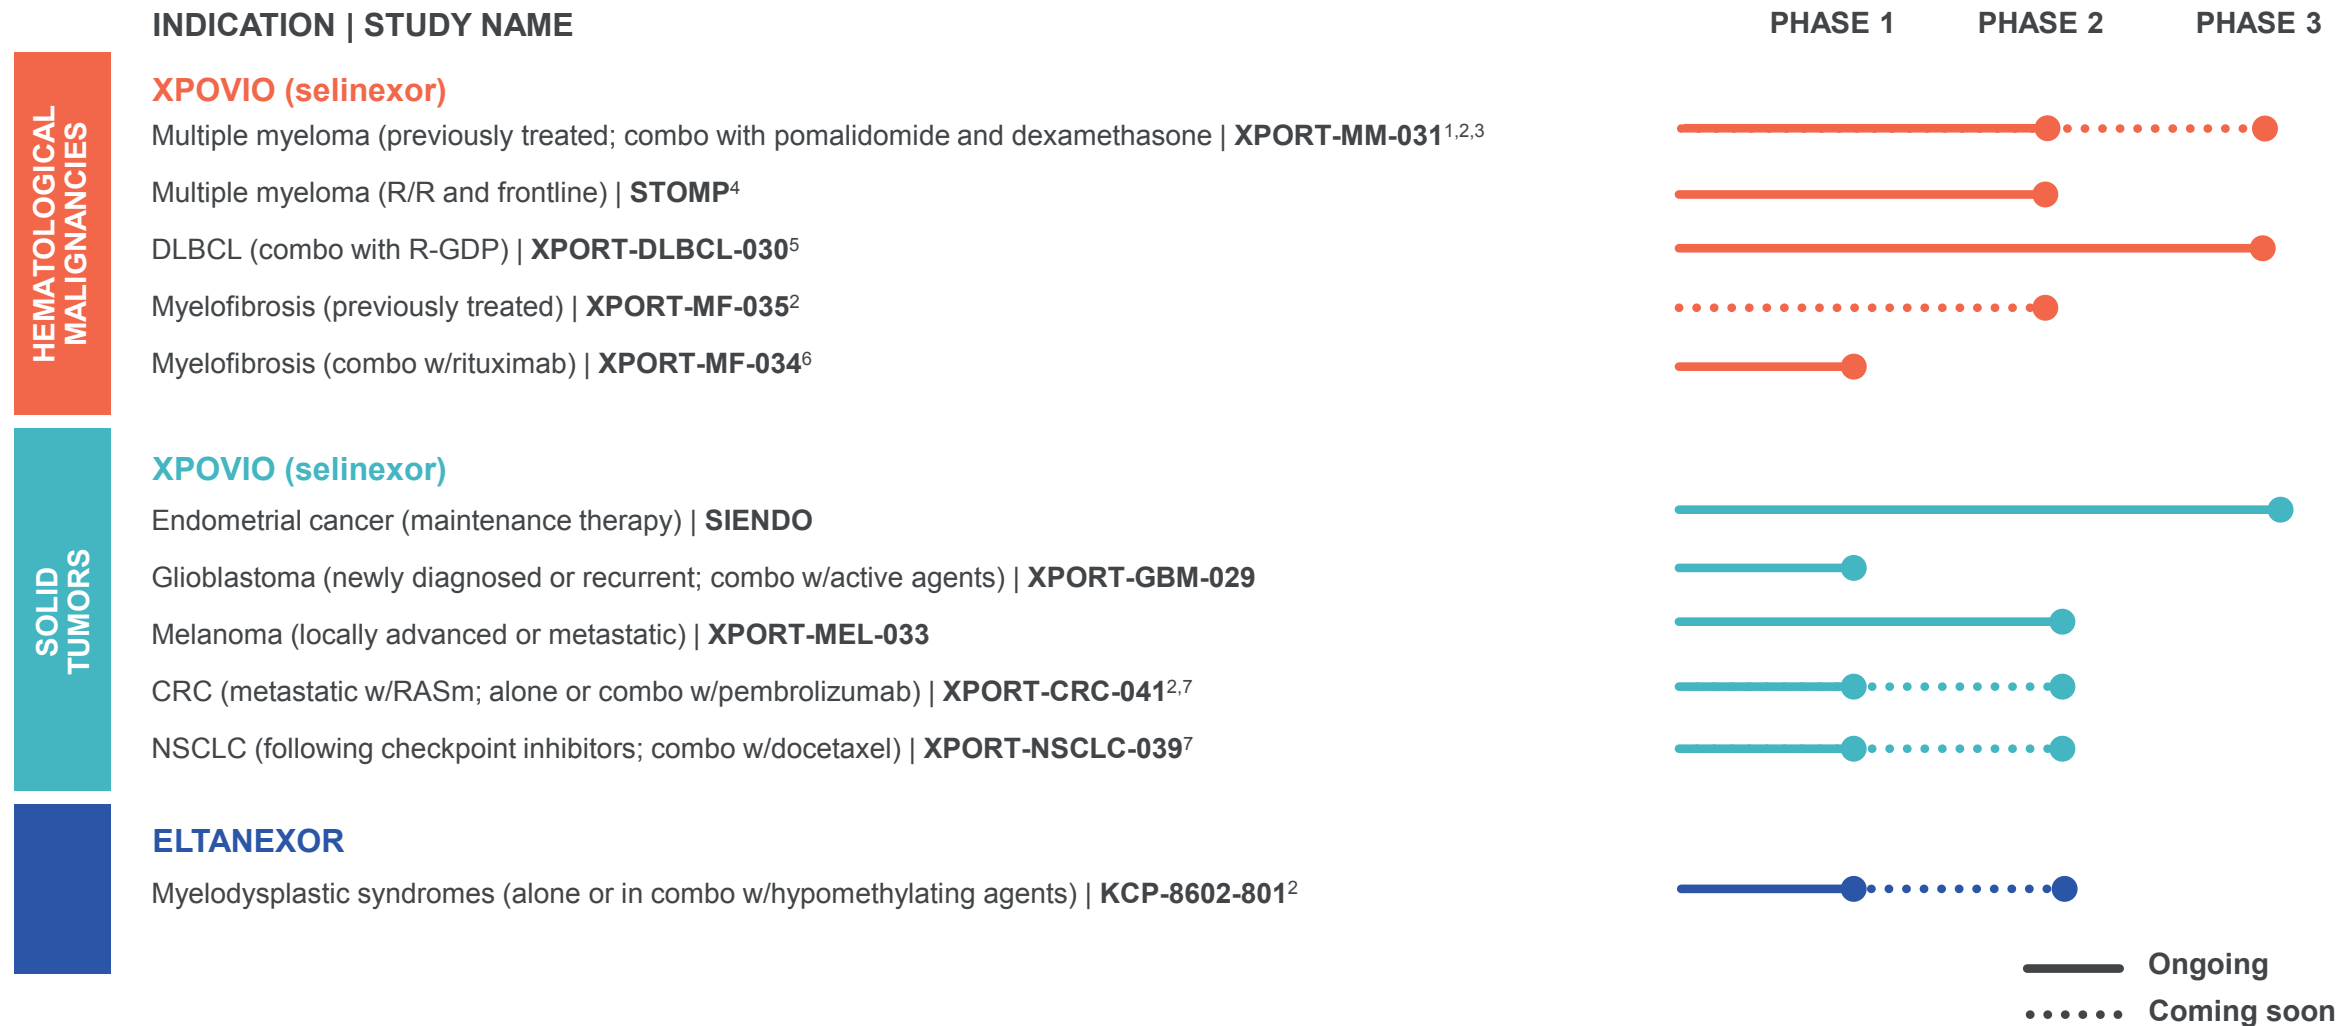 INDICATION | STUDY NAME PHASE 1 PHASE 2 PHASE 3
HEMATOLOGICAL
MALIGNANCIES
XPOVIO (selinexor)
Multiple myeloma (previously treated; combo with pomalidomide and dexamethasone | XPORT-MM-031¹,²,³
Multiple myeloma (R/R and frontline) | STOMP⁴
DLBCL (combo with R-GDP) | XPORT-DLBCL-030⁵
Myelofibrosis (previously treated) | XPORT-MF-035²
Myelofibrosis (combo w/rituximab) | XPORT-MF-034⁶
SOLID
TUMORS
XPOVIO (selinexor)
Endometrial cancer (maintenance therapy) | SIENDO
Glioblastoma (newly diagnosed or recurrent; combo w/active agents) | XPORT-GBM-029
Melanoma (locally advanced or metastatic) | XPORT-MEL-033
CRC (metastatic w/RASm; alone or combo w/pembrolizumab) | XPORT-CRC-041²,⁷
NSCLC (following checkpoint inhibitors; combo w/docetaxel) | XPORT-NSCLC-039⁷
ELTANEXOR
Myelodysplastic syndromes (alone or in combo w/hypomethylating agents) | KCP-8602-801²
Ongoing
Coming soon